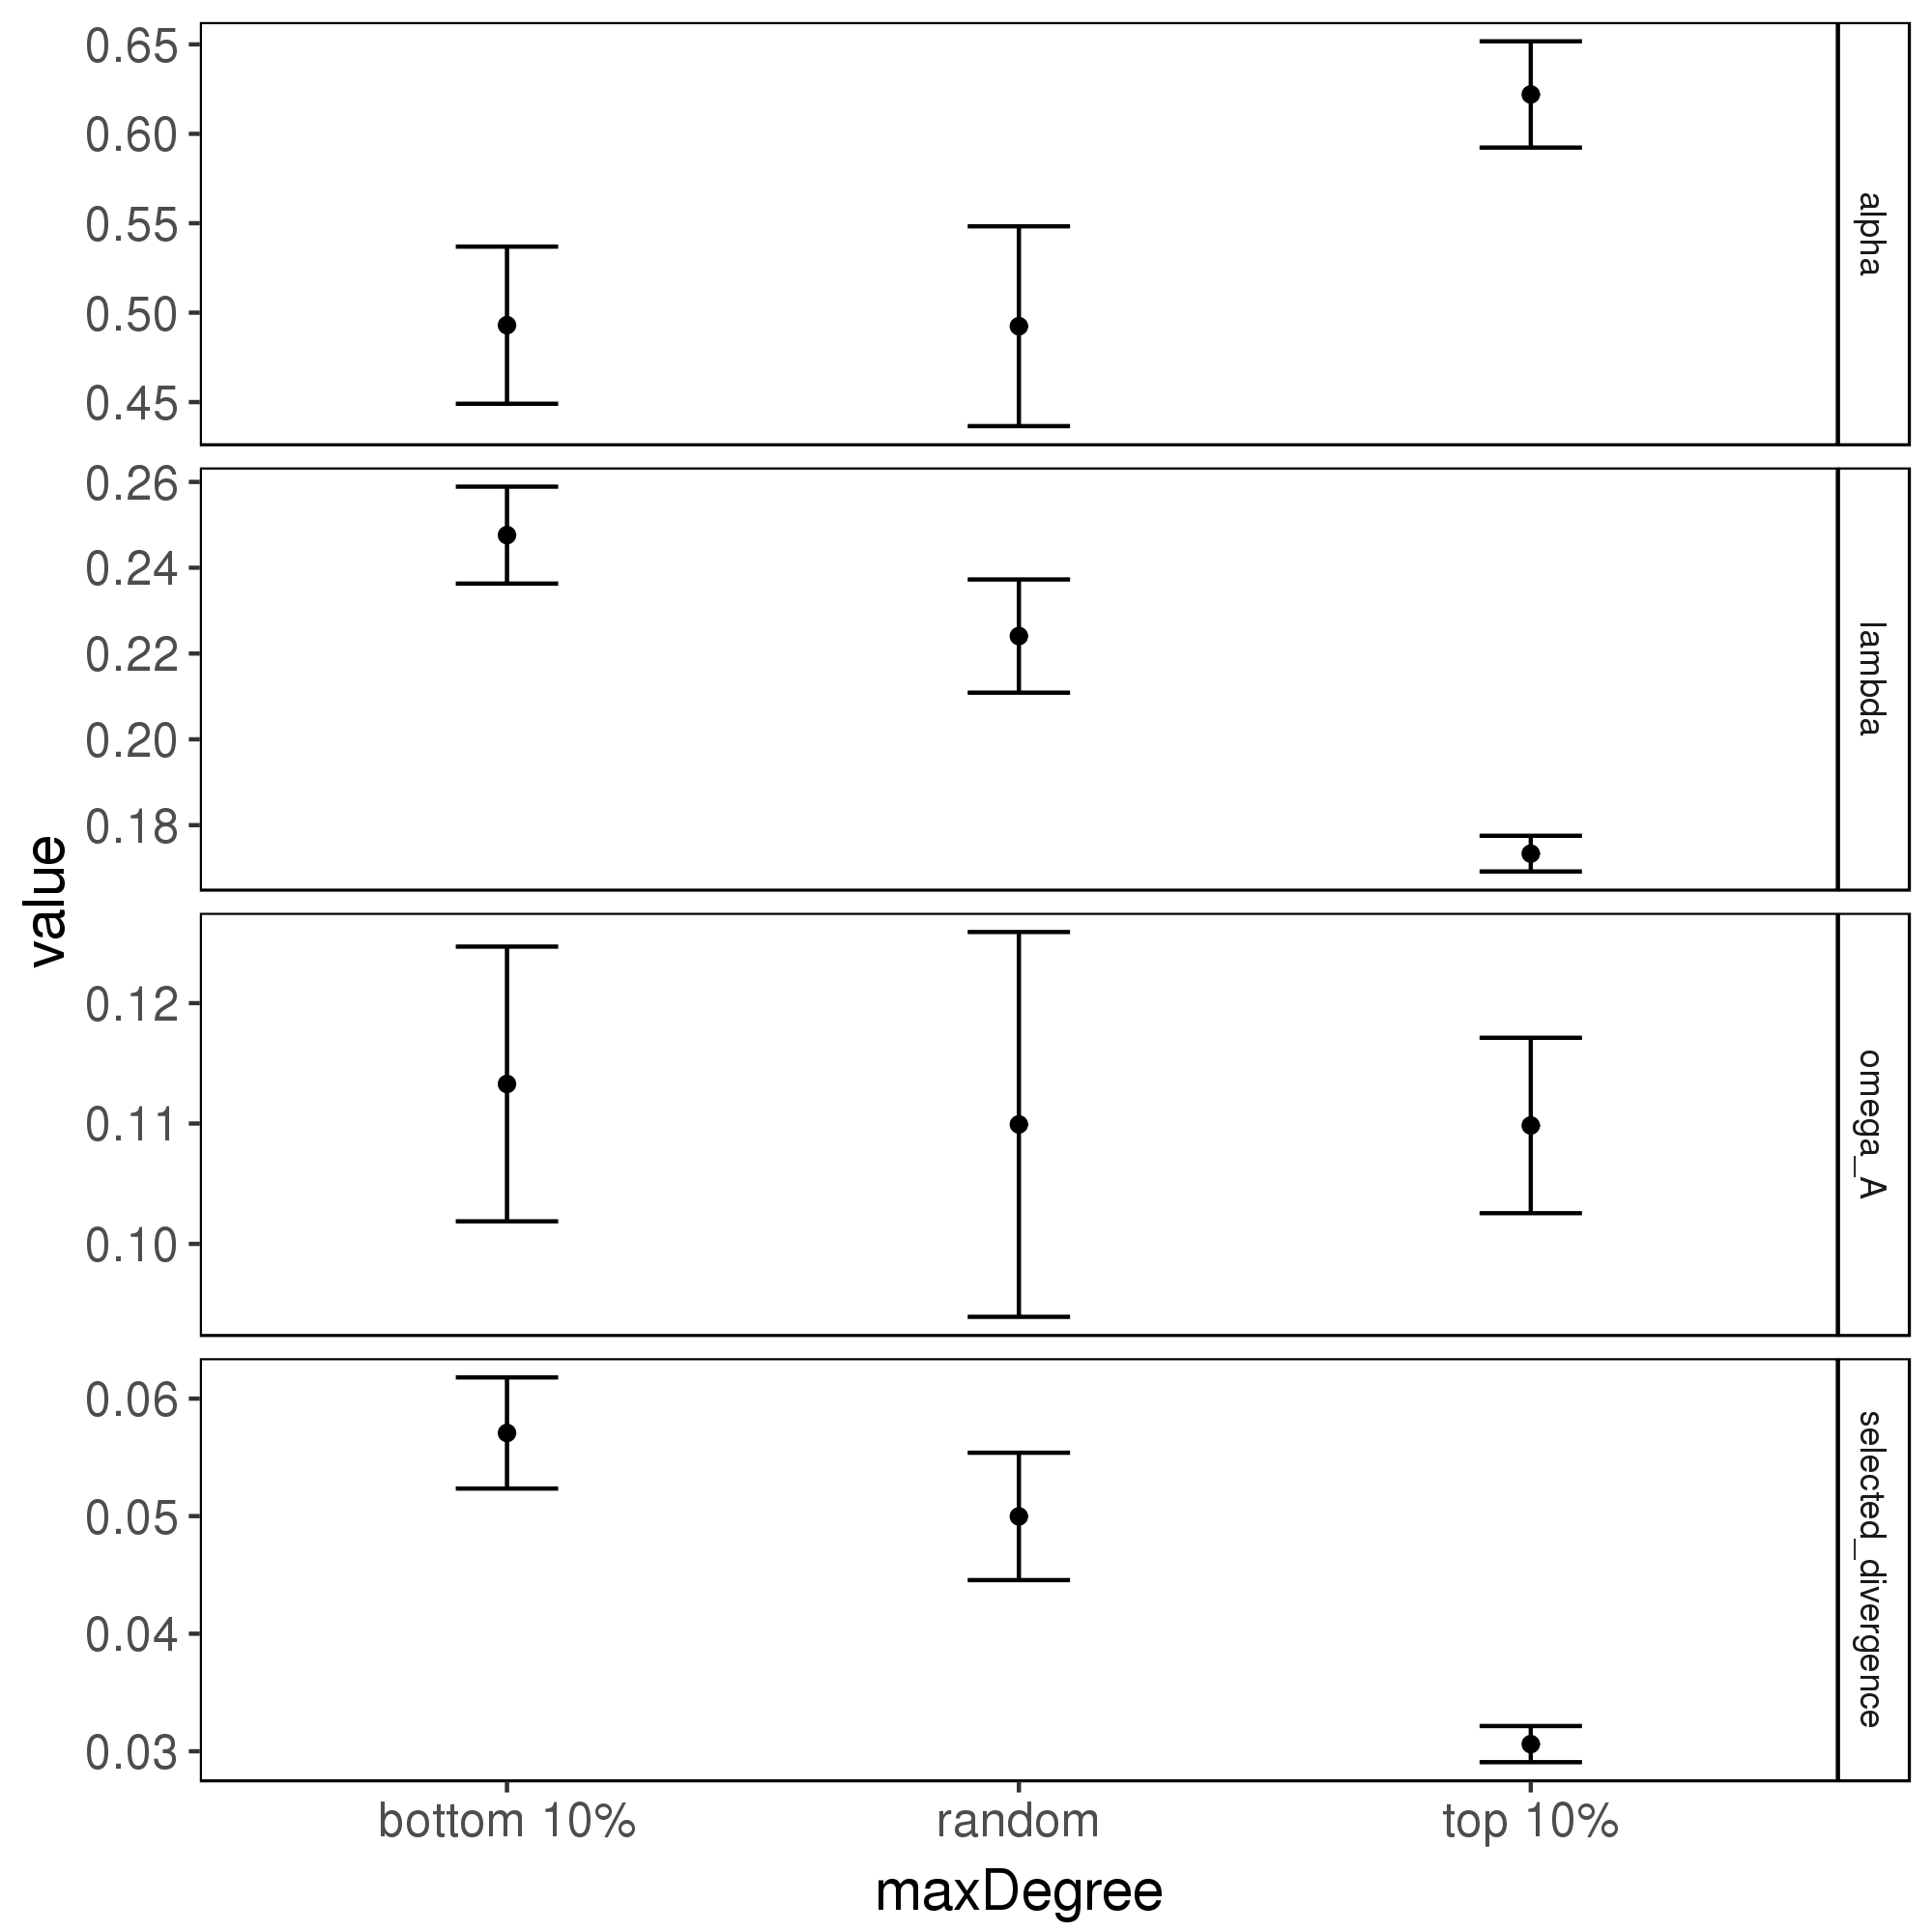 0.65
0.60
0.55
0.50
0.45
alpha
0.26
0.24
0.22
0.20
0.18
lambda
value
0.12
0.11
0.10
omega_A
0.06
0.05
0.04
0.03
selected_divergence
bottom 10%
random
top 10%
maxDegree